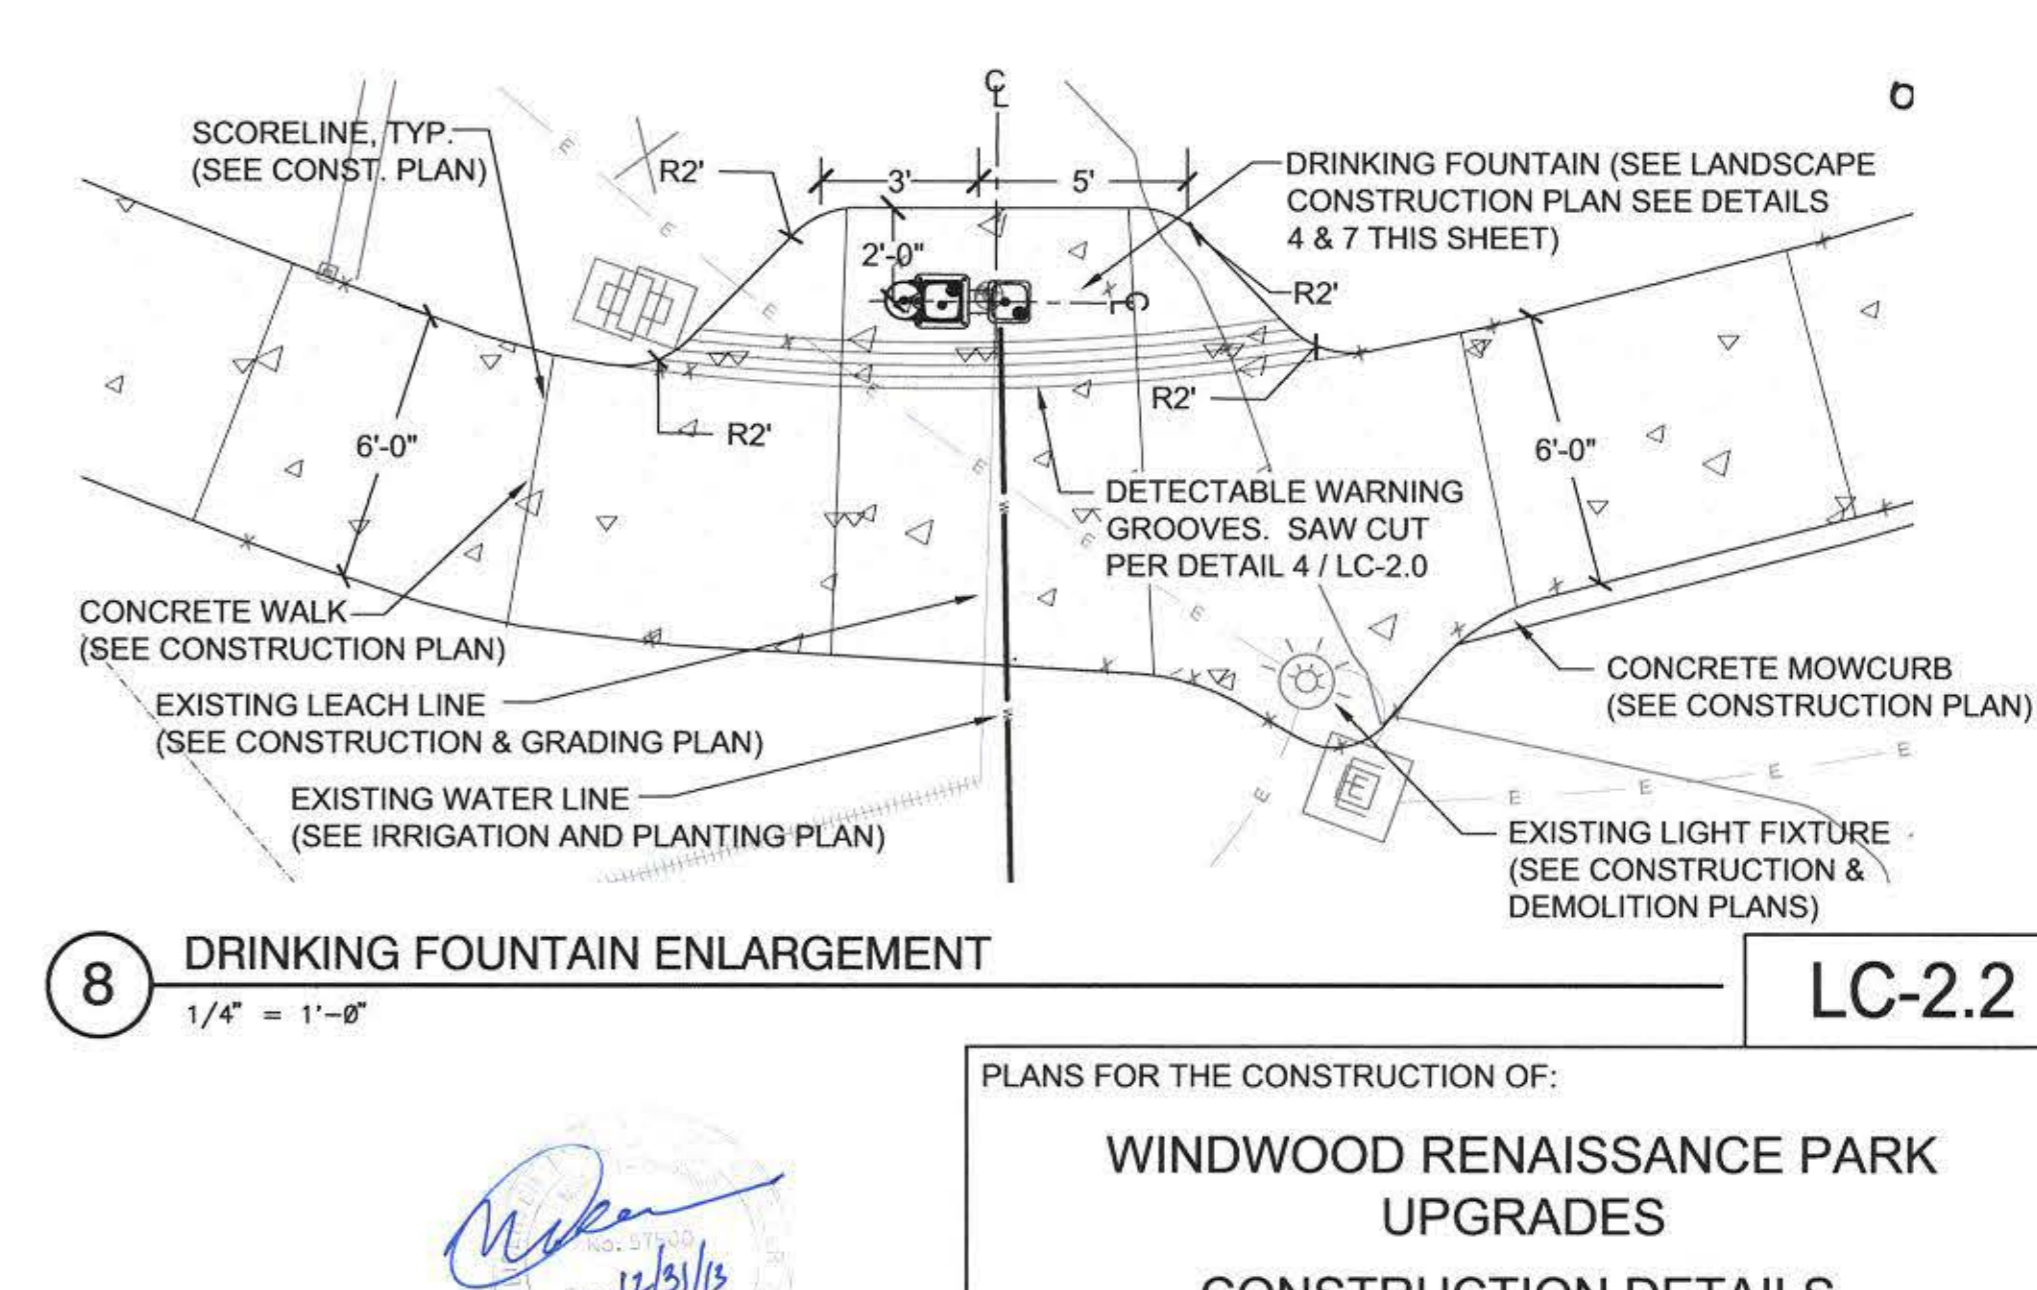 SCORELINE, TYP.
(SEE CONST. PLAN)
R2'
3'
5'
DRINKING FOUNTAIN (SEE LANDSCAPE
CONSTRUCTION PLAN SEE DETAILS
4 & 7 THIS SHEET)
2'-0"
R2'
6'-0"
R2'
R2'
6'-0"
DETECTABLE WARNING
GROOVES. SAW CUT
PER DETAIL 4 / LC-2.0
CONCRETE WALK
(SEE CONSTRUCTION PLAN)
EXISTING LEACH LINE
(SEE CONSTRUCTION & GRADING PLAN)
EXISTING WATER LINE
(SEE IRRIGATION AND PLANTING PLAN)
CONCRETE MOWCURB
(SEE CONSTRUCTION PLAN)
EXISTING LIGHT FIXTURE
(SEE CONSTRUCTION &
DEMOLITION PLANS)
E
E
E
E
E
E
E
E
E
E
E
E
E
W
W
8
DRINKING FOUNTAIN ENLARGEMENT
1/4" = 1'-0"
LC-2.2
PLANS FOR THE CONSTRUCTION OF:
WINDWOOD RENAISSANCE PARK
UPGRADES
CONSTRUCTION DETAILS
12/31/13